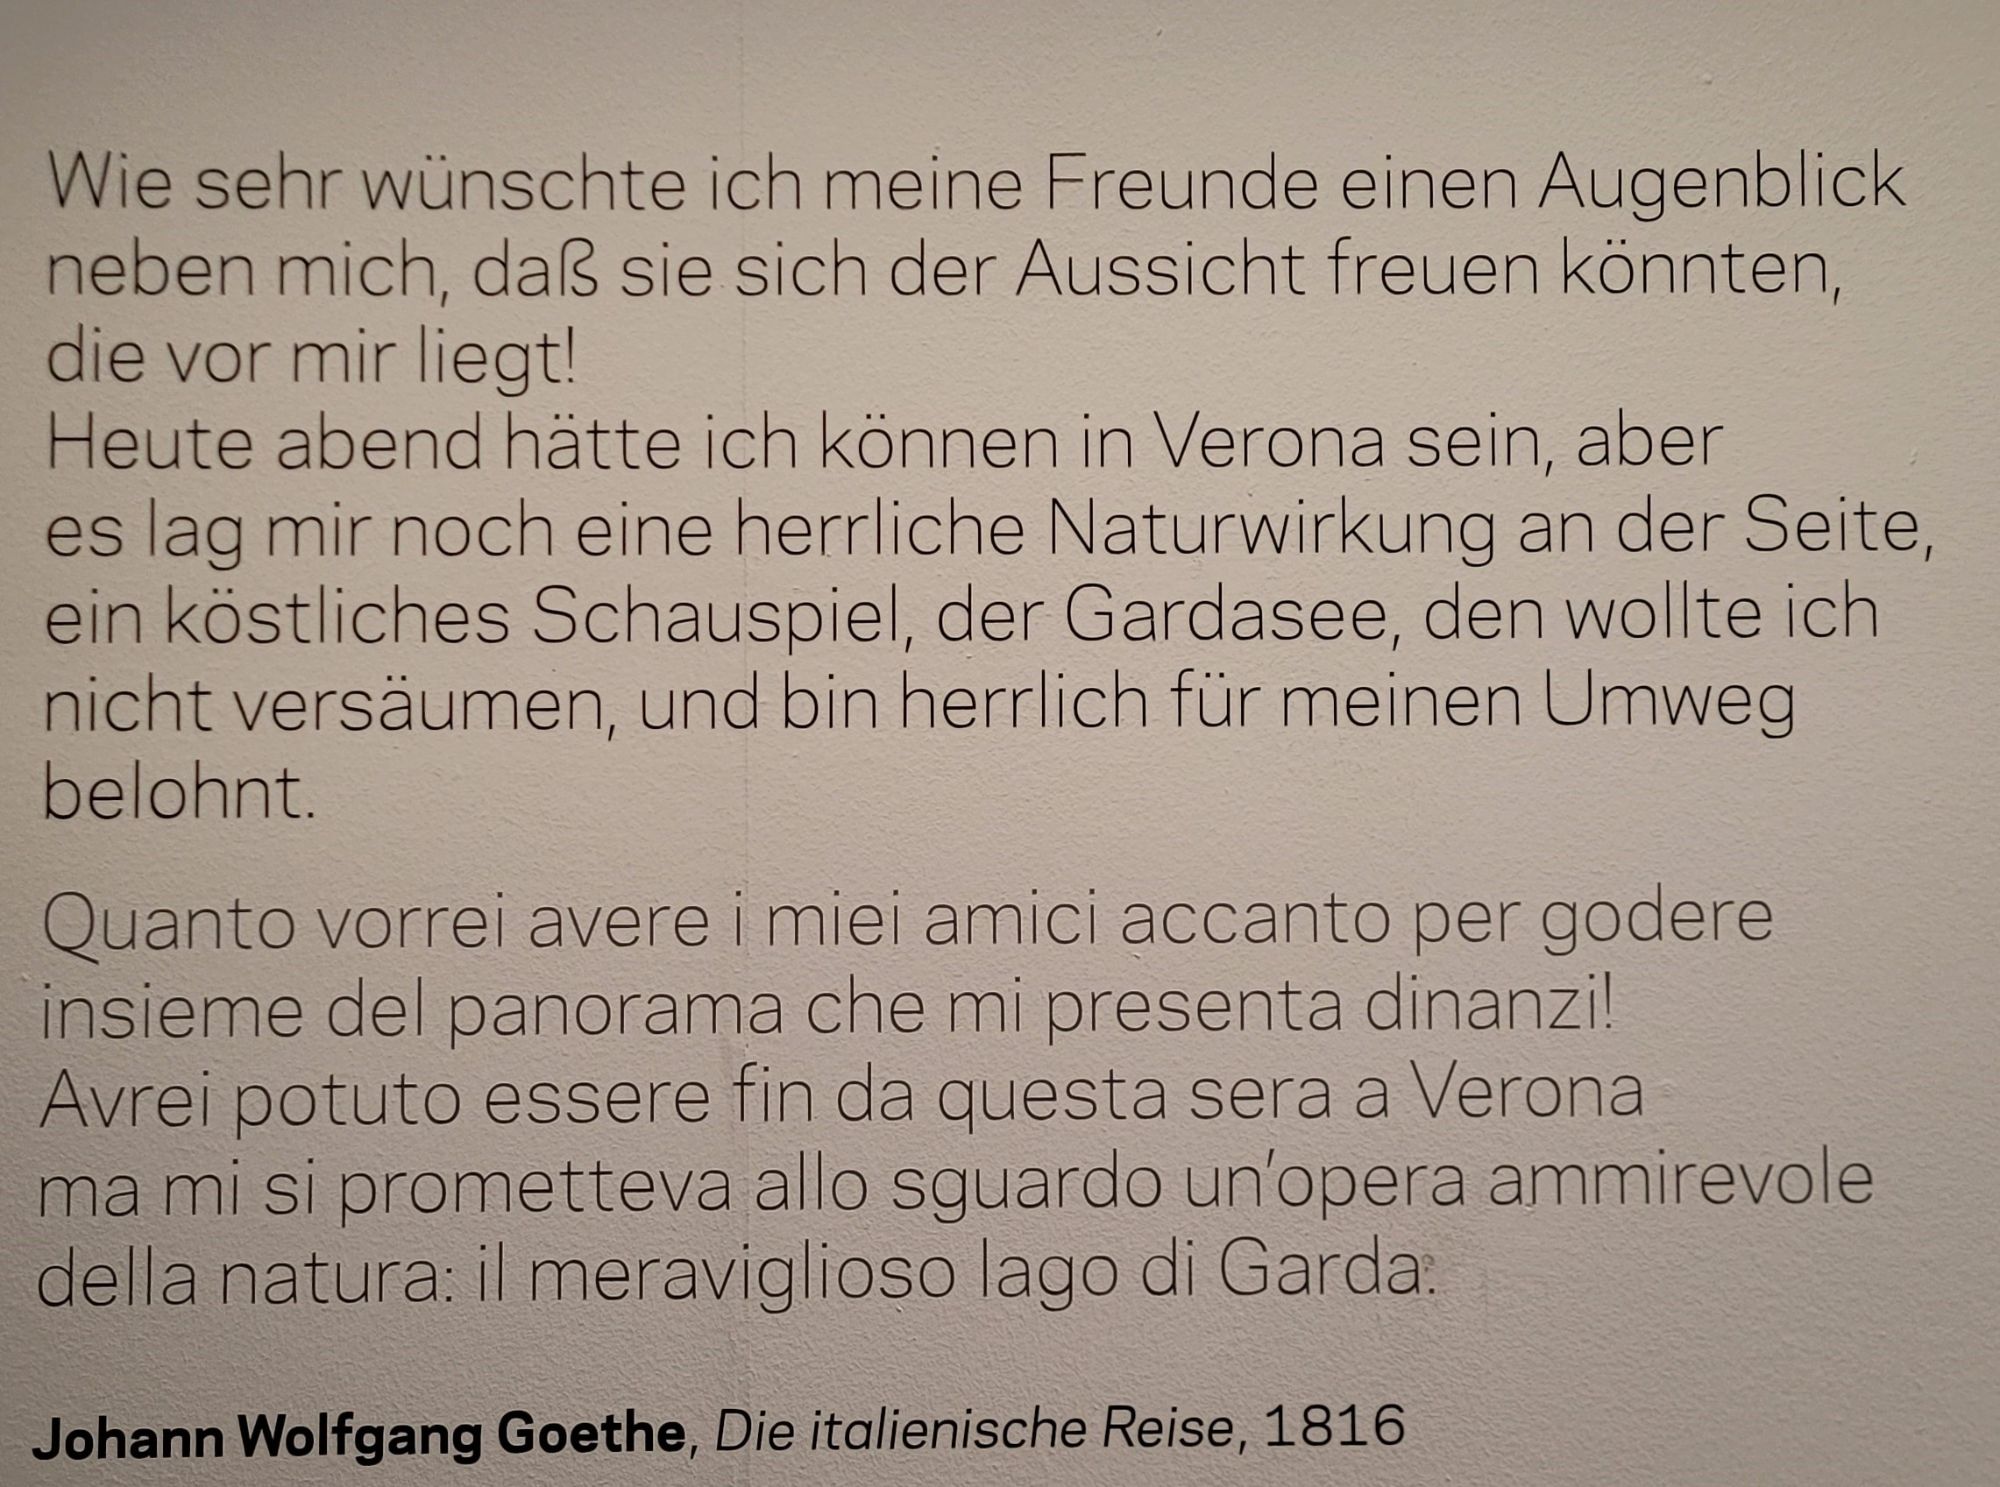 Wie sehr wünschte ich meine Freunde einen Augenblick
neben mich, daß sie sich der Aussicht freuen könnten,
die vor mir liegt!
Heute abend hätte ich können in Verona sein, aber
es lag mir noch eine herrliche Naturwirkung an der Seite,
ein köstliches Schauspiel, der Gardasee, den wollte ich
nicht versäumen, und bin herrlich für meinen Umweg
belohnt.
Quanto vorrei avere i miei amici accanto per godere
insieme del panorama che mi presenta dinanzi!
Avrei potuto essere fin da questa sera a Verona
ma mi si prometteva allo sguardo un'opera ammirevole
della natura: il meraviglioso lago di Garda.
Johann Wolfgang Goethe, Die italienische Reise, 1816